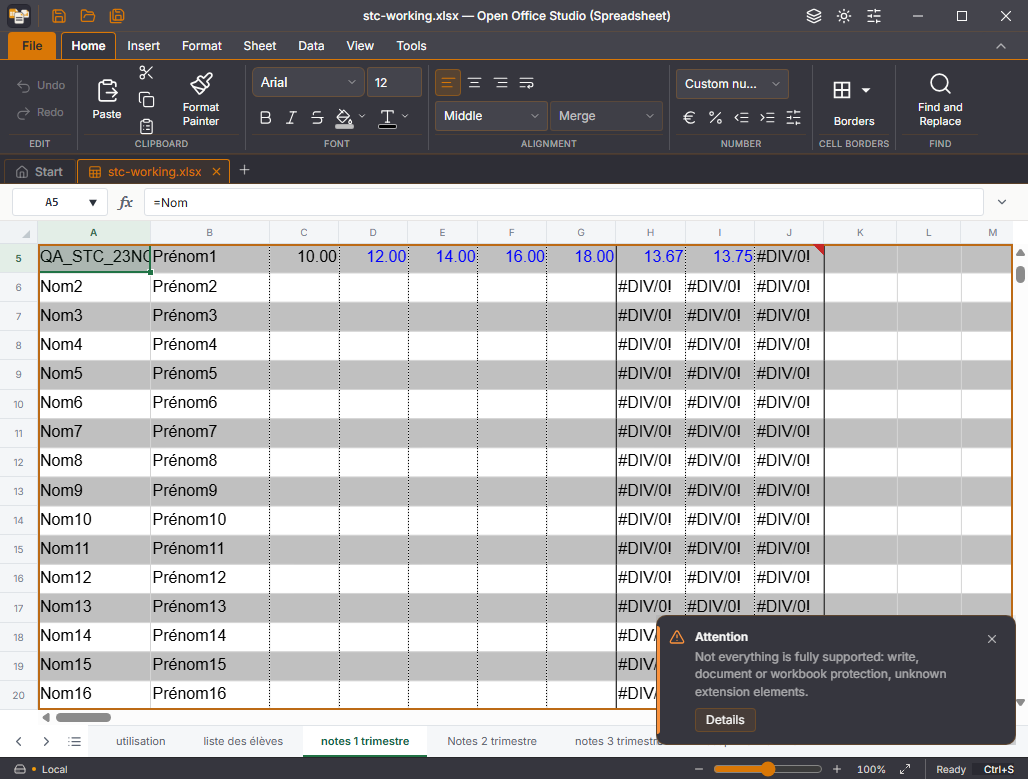 stc-working.xlsx — Open Office Studio (Spreadsheet)
File Home Insert Format Sheet Data View Tools
Undo
Redo
EDIT
Paste
Format
Painter
CLIPBOARD
Arial 12
FONT
Middle Merge
ALIGNMENT
Custom nu...
NUMBER
Borders
CELL BORDERS
Find and
Replace
FIND
Start stc-working.xlsx
A5 fx =Nom
A B C D E F G H I J K L M
5 QA_STC_23NO Prénom1 10.00 12.00 14.00 16.00 18.00 13.67 13.75 #DIV/0!
6 Nom2 Prénom2 #DIV/0! #DIV/0! #DIV/0!
7 Nom3 Prénom3 #DIV/0! #DIV/0! #DIV/0!
8 Nom4 Prénom4 #DIV/0! #DIV/0! #DIV/0!
9 Nom5 Prénom5 #DIV/0! #DIV/0! #DIV/0!
10 Nom6 Prénom6 #DIV/0! #DIV/0! #DIV/0!
11 Nom7 Prénom7 #DIV/0! #DIV/0! #DIV/0!
12 Nom8 Prénom8 #DIV/0! #DIV/0! #DIV/0!
13 Nom9 Prénom9 #DIV/0! #DIV/0! #DIV/0!
14 Nom10 Prénom10 #DIV/0! #DIV/0! #DIV/0!
15 Nom11 Prénom11 #DIV/0! #DIV/0! #DIV/0!
16 Nom12 Prénom12 #DIV/0! #DIV/0! #DIV/0!
17 Nom13 Prénom13 #DIV/0! #DIV/0! #DIV/0!
18 Nom14 Prénom14 #DIV/
19 Nom15 Prénom15 #DIV/
20 Nom16 Prénom16 #DIV/
Attention
Not everything is fully supported: write,
document or workbook protection, unknown
extension elements.
Details
utilisation liste des élèves notes 1 trimestre Notes 2 trimestre notes 3 trimestre
Local 100% Ready Ctrl+S